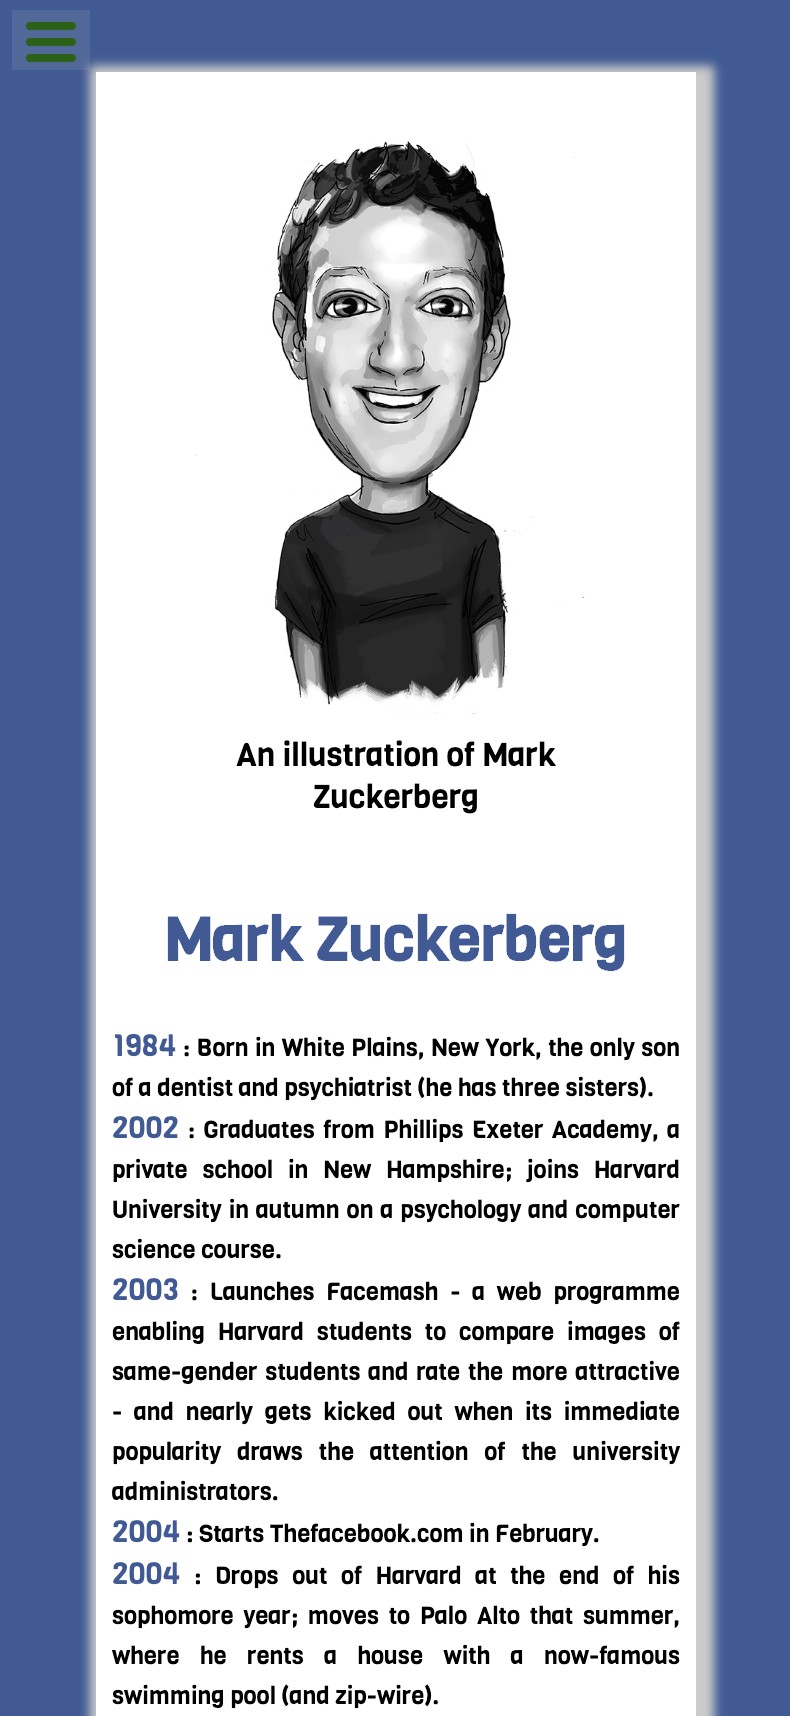 An illustration of Mark
Zuckerberg
Mark Zuckerberg
1984 : Born in White Plains, New York, the only son
of a dentist and psychiatrist (he has three sisters).
2002 : Graduates from Phillips Exeter Academy, a
private school in New Hampshire; joins Harvard
University in autumn on a psychology and computer
science course.
2003 : Launches Facemash - a web programme
enabling Harvard students to compare images of
same-gender students and rate the more attractive
- and nearly gets kicked out when its immediate
popularity draws the attention of the university
administrators.
2004 : Starts Thefacebook.com in February.
2004 : Drops out of Harvard at the end of his
sophomore year; moves to Palo Alto that summer,
where he rents a house with a now-famous
swimming pool (and zip-wire).